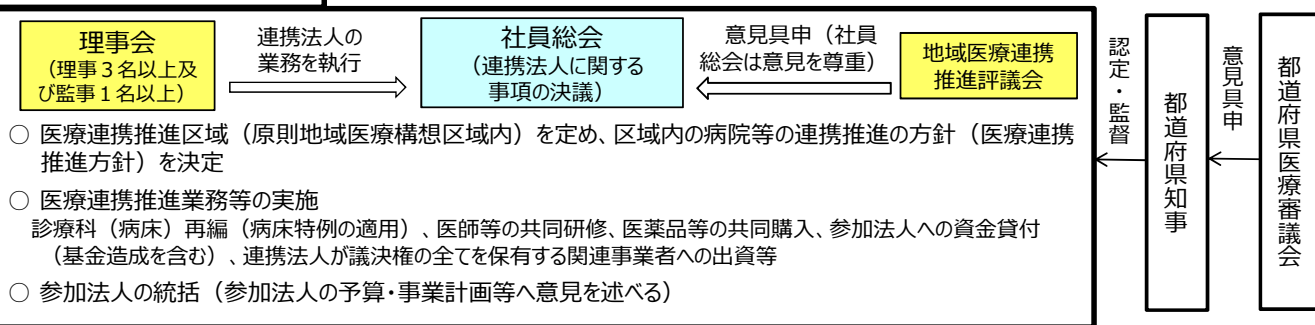 理事会
（理事３名以上及
び監事１名以上）
連携法人の
業務を執行
社員総会
（連携法人に関する
事項の決議）
意見具申（社員
総会は意見を尊重）
地域医療連携
推進評議会
○ 医療連携推進区域（原則地域医療構想区域内）を定め、区域内の病院等の連携推進の方針（医療連携
推進方針）を決定
○ 医療連携推進業務等の実施
診療科（病床）再編（病床特例の適用）、医師等の共同研修、医薬品等の共同購入、参加法人への資金貸付
（基金造成を含む）、連携法人が議決権の全てを保有する関連事業者への出資等
○ 参加法人の統括（参加法人の予算・事業計画等へ意見を述べる）
認定・監督
都道府県知事
意見具申
都道府県医療審議会